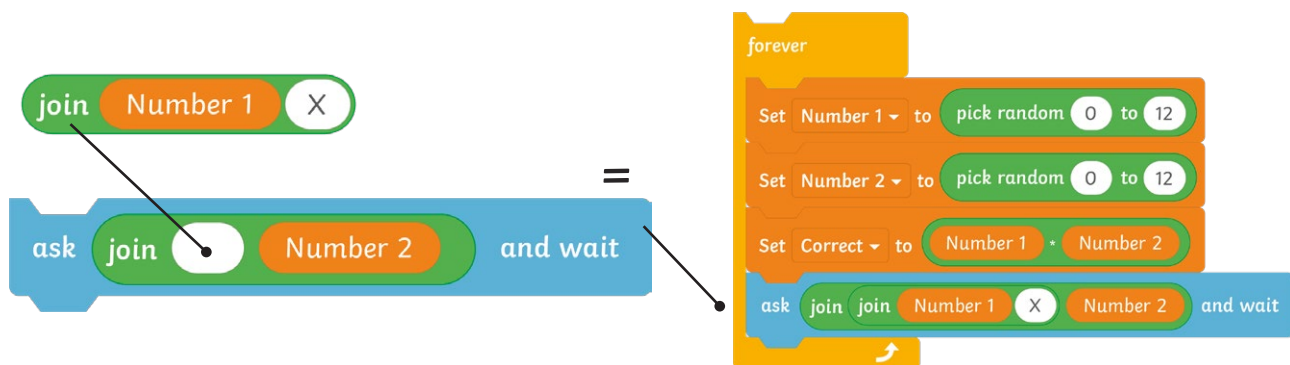 join Number 1 X
=
ask join Number 2 and wait
forever
Set Number 1 to pick random 0 to 12
Set Number 2 to pick random 0 to 12
Set Correct to Number 1 * Number 2
ask join join Number 1 X Number 2 and wait